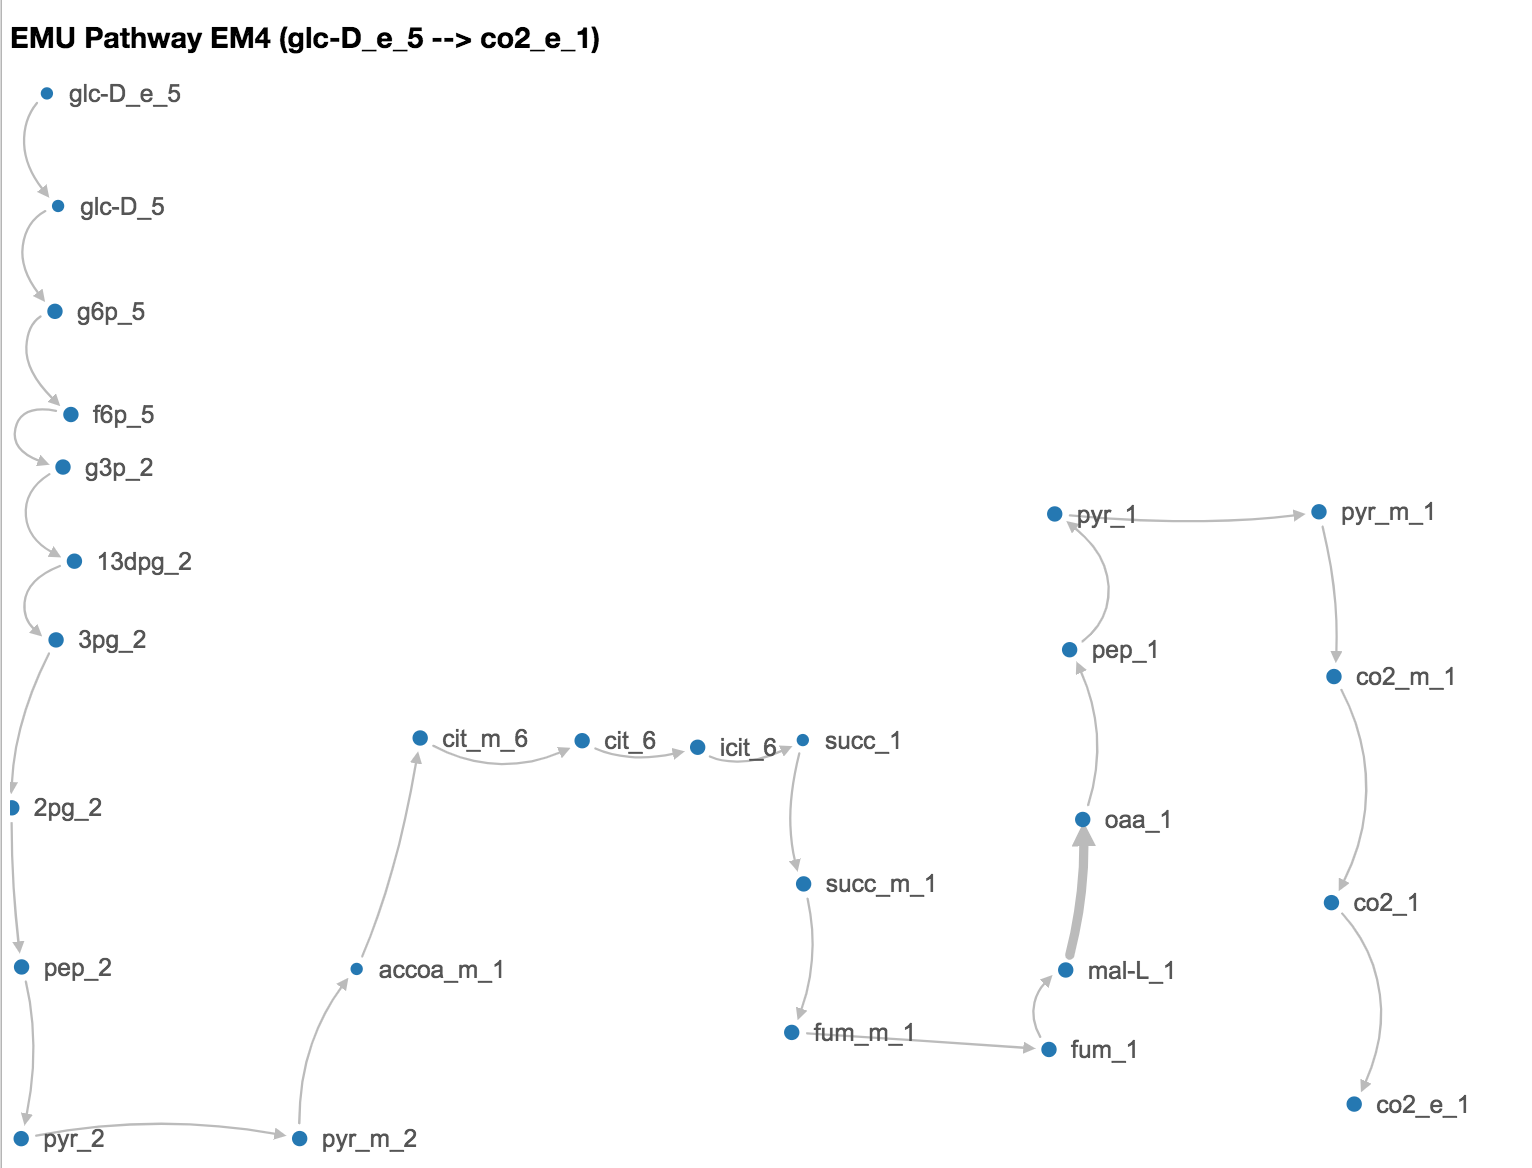 EMU Pathway EM4 (glc-D_e_5 --> co2_e_1)
glc-D_e_5
glc-D_5
g6p_5
f6p_5
g3p_2
13dpg_2
3pg_2
2pg_2
pep_2
pyr_2
pyr_m_2
accoa_m_1
cit_m_6
cit_6
icit_6
succ_1
succ_m_1
fum_m_1
fum_1
mal-L_1
oaa_1
pep_1
pyr_1
pyr_m_1
co2_m_1
co2_1
co2_e_1